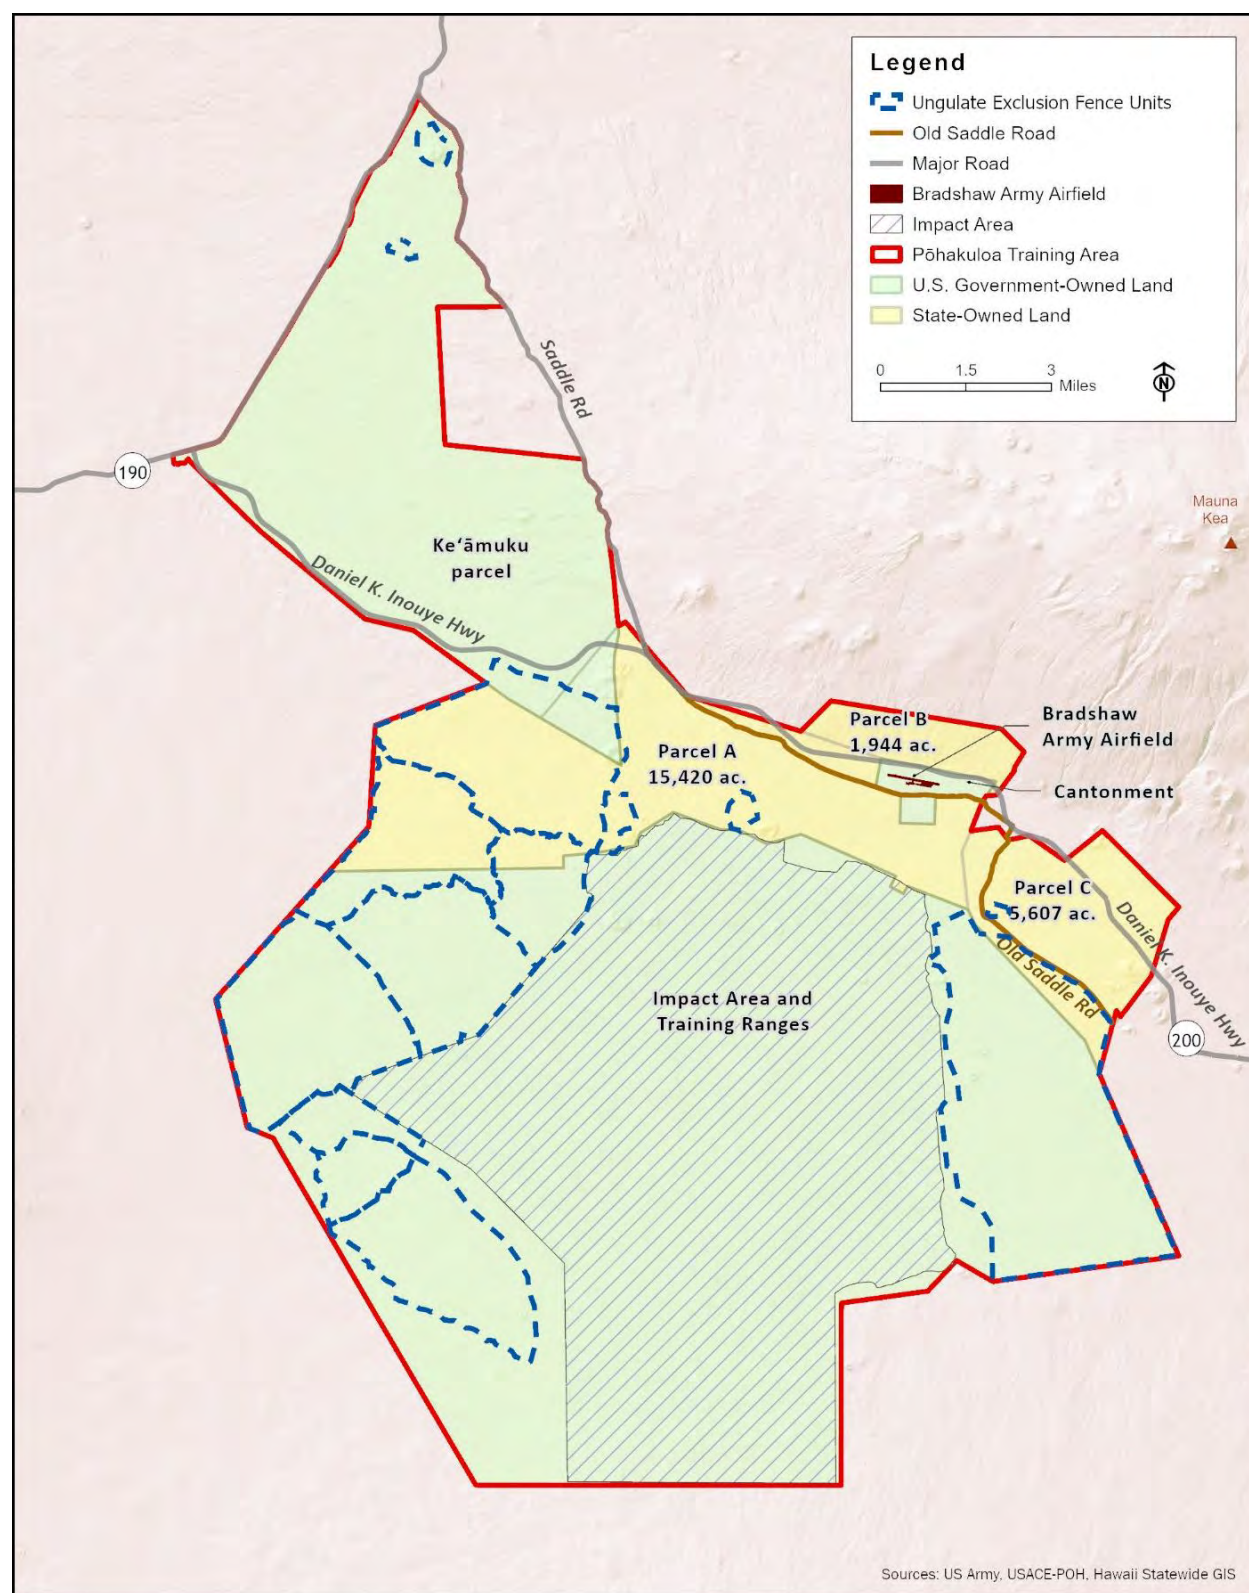 Legend
Ungulate Exclusion Fence Units
Old Saddle Road
Major Road
Bradshaw Army Airfield
Impact Area
Pōhakuloa Training Area
U.S. Government-Owned Land
State-Owned Land
0 1.5 3
Miles
N
Saddle Rd
190
Mauna
Kea
Keʻāmuku
parcel
Daniel K. Inouye Hwy
Parcel B
1,944 ac.
Bradshaw
Army Airfield
Parcel A
15,420 ac.
Cantonment
Parcel C
5,607 ac.
Daniel K. Inouye Hwy
Old Saddle Rd
Impact Area and
Training Ranges
200
Sources: US Army, USACE-POH, Hawaii Statewide GIS